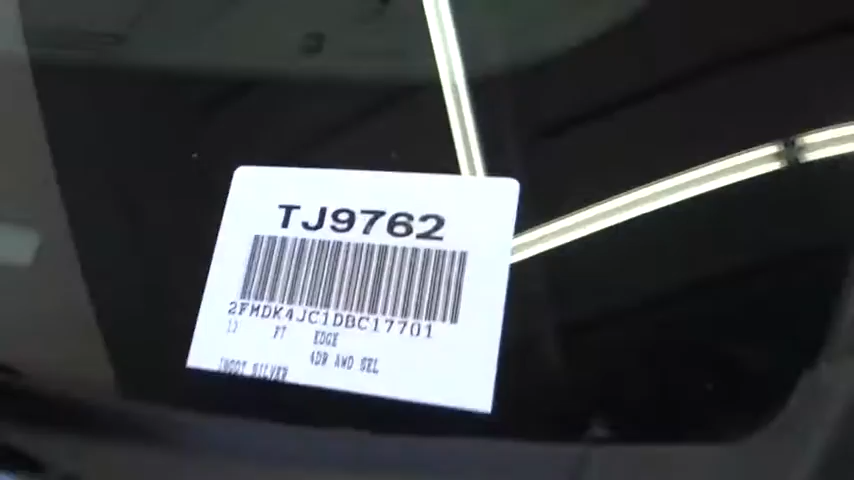 TJ9762
2FMDK4JC1DBC17701
13 FT EDGE
4DR AWD SEL
INGOT SILVER